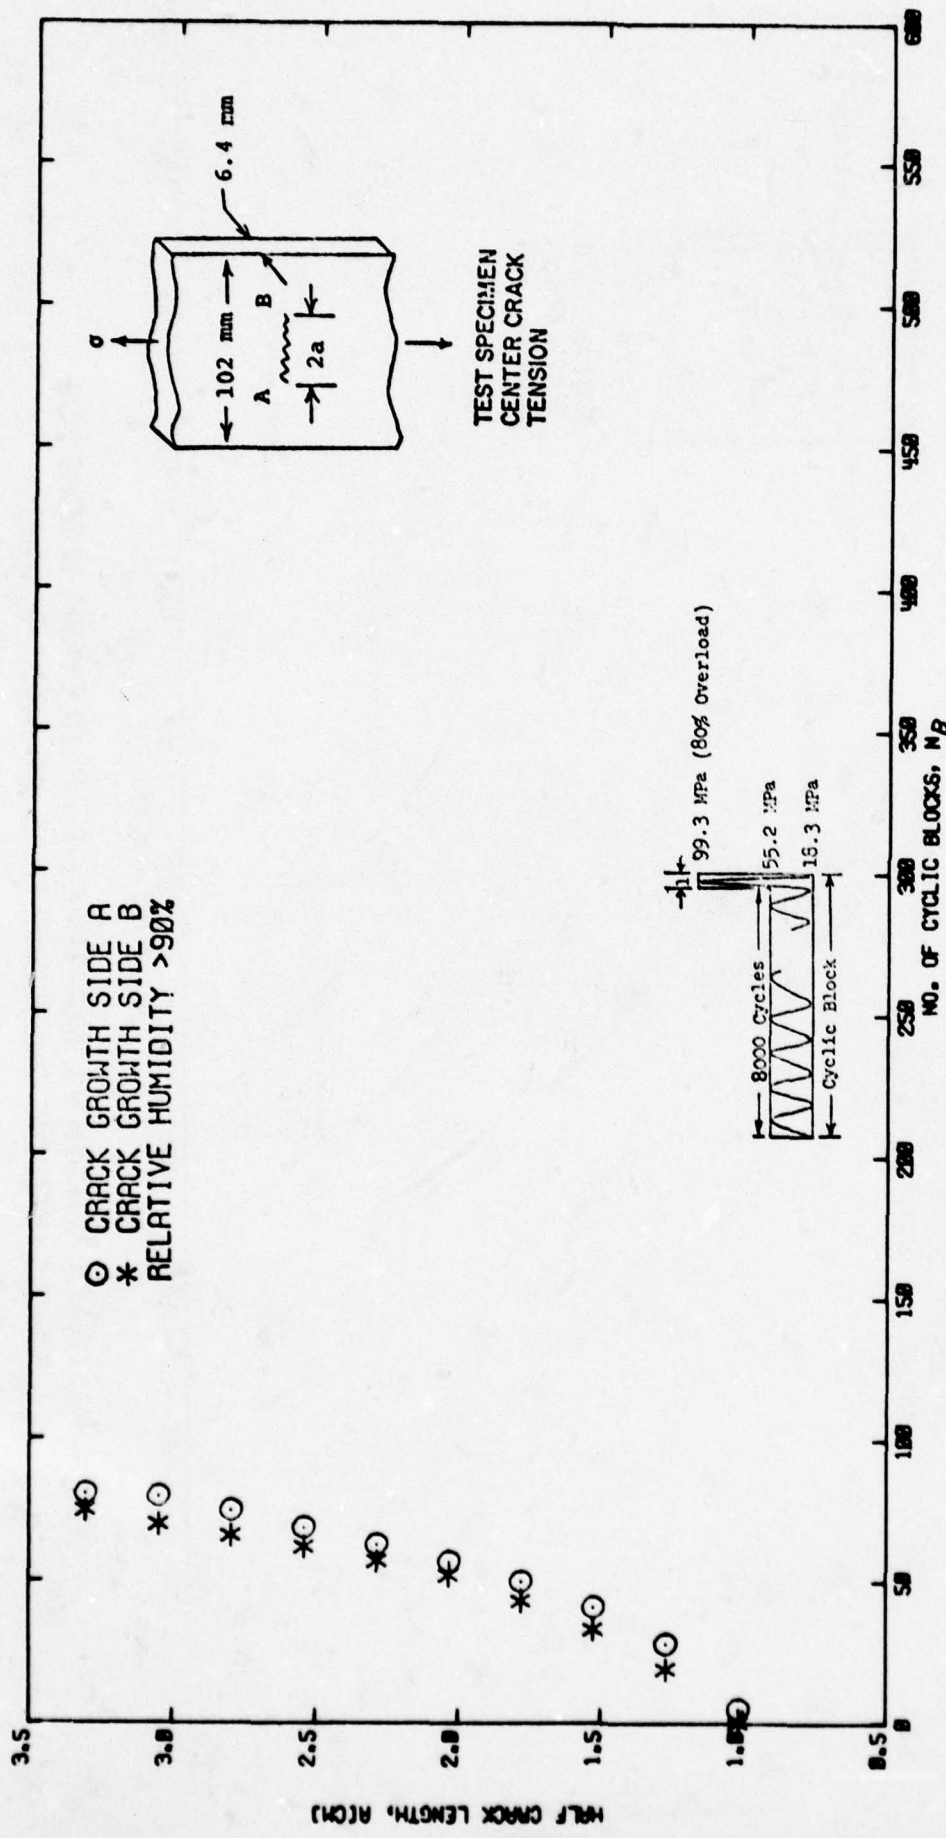 ⊙ CRACK GROWTH SIDE A
* CRACK GROWTH SIDE B
RELATIVE HUMIDITY >90%
σ
102 mm
6.4 mm
A
B
2a
TEST SPECIMEN
CENTER CRACK
TENSION
1
99.3 MPa (80% Overload)
8000 Cycles
55.2 MPa
18.3 MPa
Cyclic Block
HALF CRACK LENGTH, A(CM)
3.5
3.0
2.5
2.0
1.5
1.0
0.5
0
50
100
150
200
250
300
350
400
450
500
550
600
NO. OF CYCLIC BLOCKS, NB